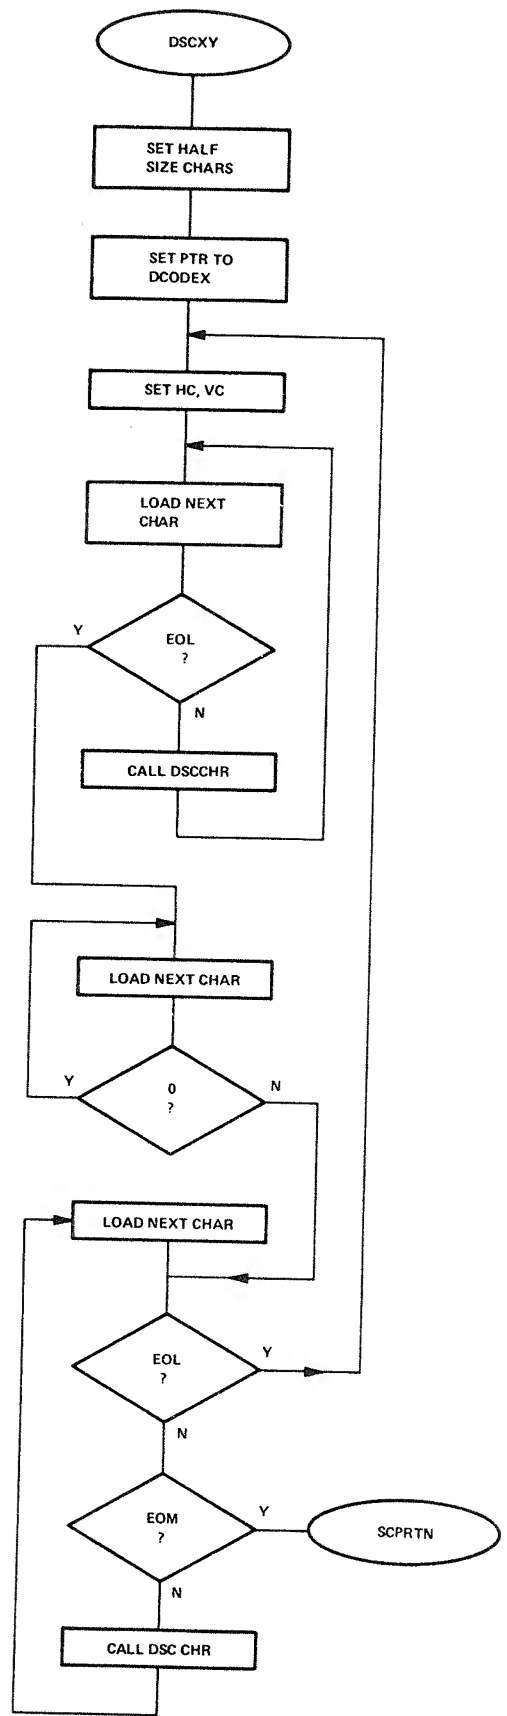 DSCXY
SET HALF
SIZE CHARS
SET PTR TO
DCODEX
SET HC, VC
LOAD NEXT
CHAR
Y
EOL
?
N
CALL DSCCHR
LOAD NEXT CHAR
Y
0
?
N
LOAD NEXT CHAR
EOL
?
Y
N
EOM
?
Y
SCPRTN
N
CALL DSC CHR